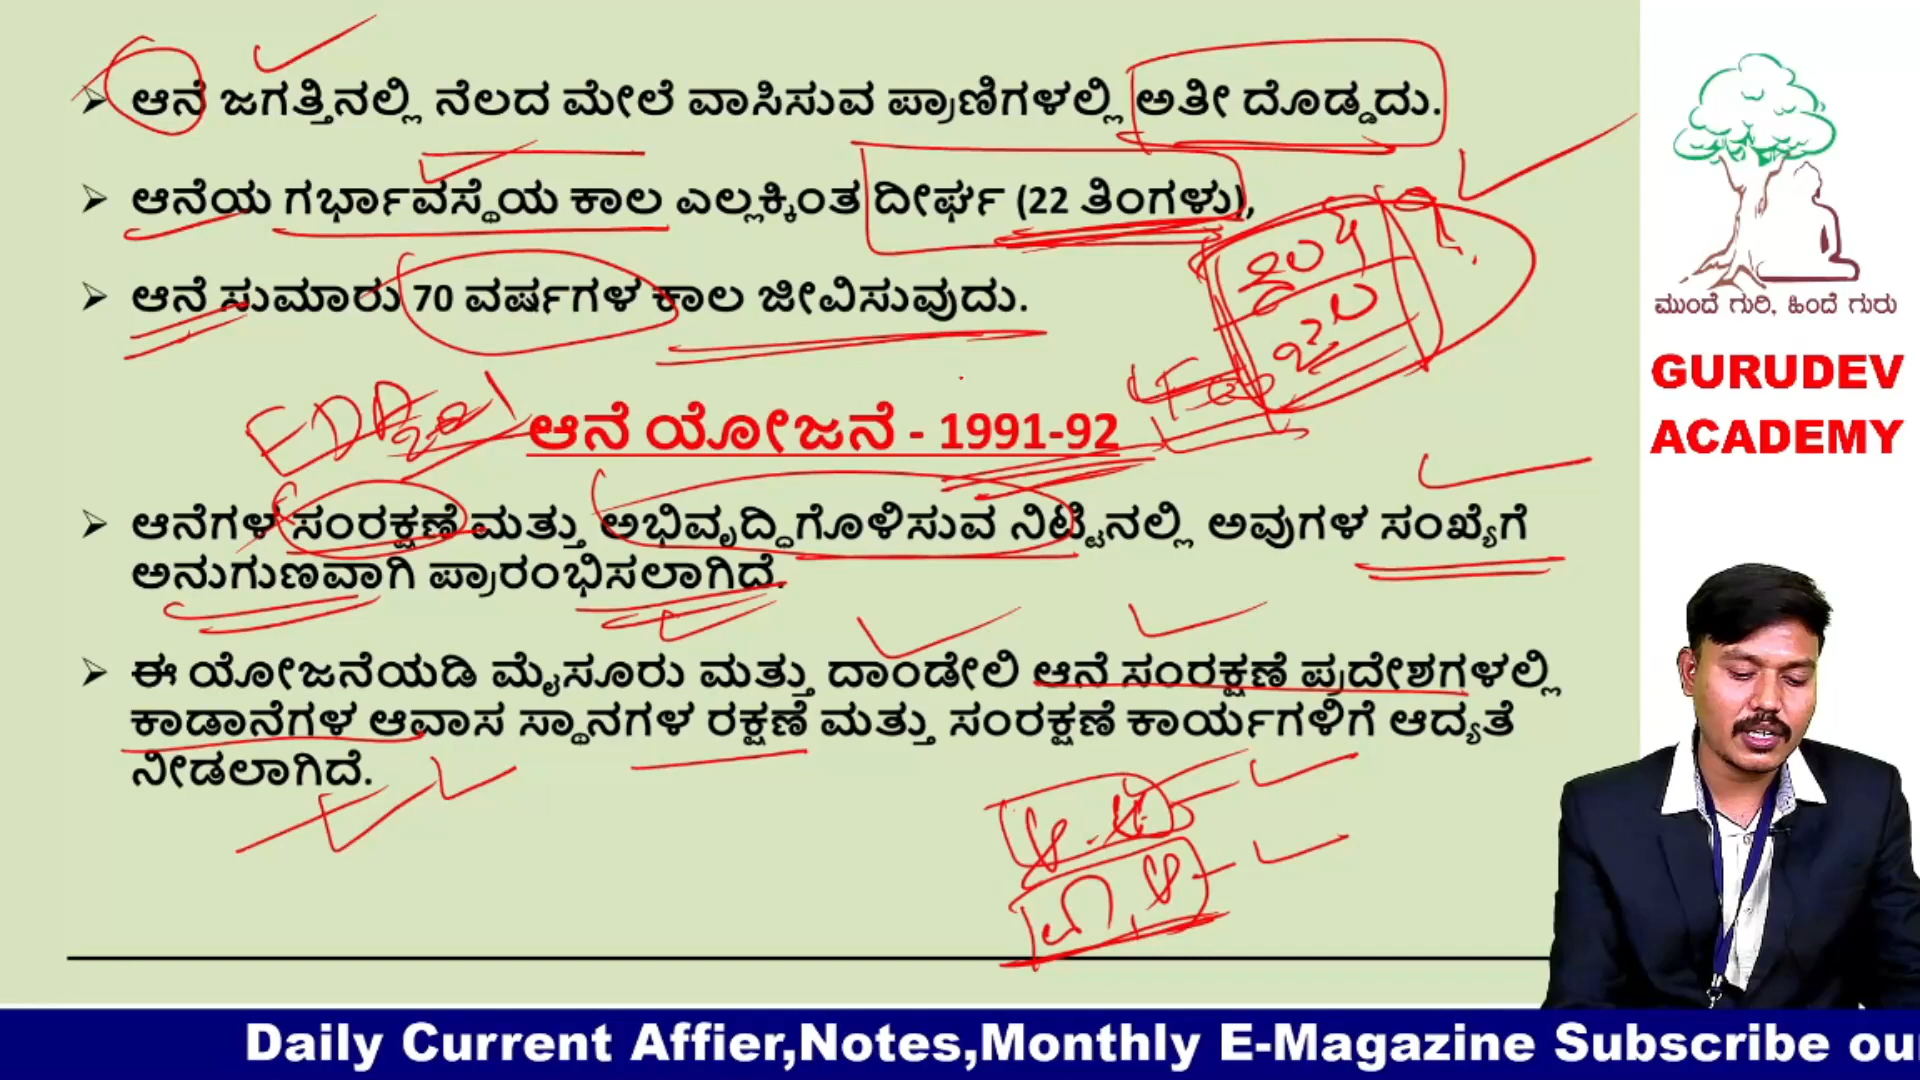 ಆನೆ ಜಗತ್ತಿನಲ್ಲಿ ನೆಲದ ಮೇಲೆ ವಾಸಿಸುವ ಪ್ರಾಣಿಗಳಲ್ಲಿ ಅತೀ ದೊಡ್ಡದು.
ಆನೆಯ ಗರ್ಭಾವಸ್ಥೆಯ ಕಾಲ ಎಲ್ಲಕ್ಕಿಂತ ದೀರ್ಘ (22 ತಿಂಗಳು),
ಆನೆ ಸುಮಾರು 70 ವರ್ಷಗಳ ಕಾಲ ಜೀವಿಸುವುದು.
ಆನೆ ಯೋಜನೆ - 1991-92
ಆನೆಗಳ ಸಂರಕ್ಷಣೆ ಮತ್ತು ಅಭಿವೃದ್ಧಿಗೊಳಿಸುವ ನಿಟ್ಟಿನಲ್ಲಿ ಅವುಗಳ ಸಂಖ್ಯೆಗೆ
ಅನುಗುಣವಾಗಿ ಪ್ರಾರಂಭಿಸಲಾಗಿದೆ.
ಈ ಯೋಜನೆಯಡಿ ಮೈಸೂರು ಮತ್ತು ದಾಂಡೇಲಿ ಆನೆ ಸಂರಕ್ಷಣೆ ಪ್ರದೇಶಗಳಲ್ಲಿ
ಕಾಡಾನೆಗಳ ಆವಾಸ ಸ್ಥಾನಗಳ ರಕ್ಷಣೆ ಮತ್ತು ಸಂರಕ್ಷಣೆ ಕಾರ್ಯಗಳಿಗೆ ಆದ್ಯತೆ
ನೀಡಲಾಗಿದೆ.
ಮುಂದೆ ಗುರಿ, ಹಿಂದೆ ಗುರು
GURUDEV
ACADEMY
Daily Current Affier,Notes,Monthly E-Magazine Subscribe ou